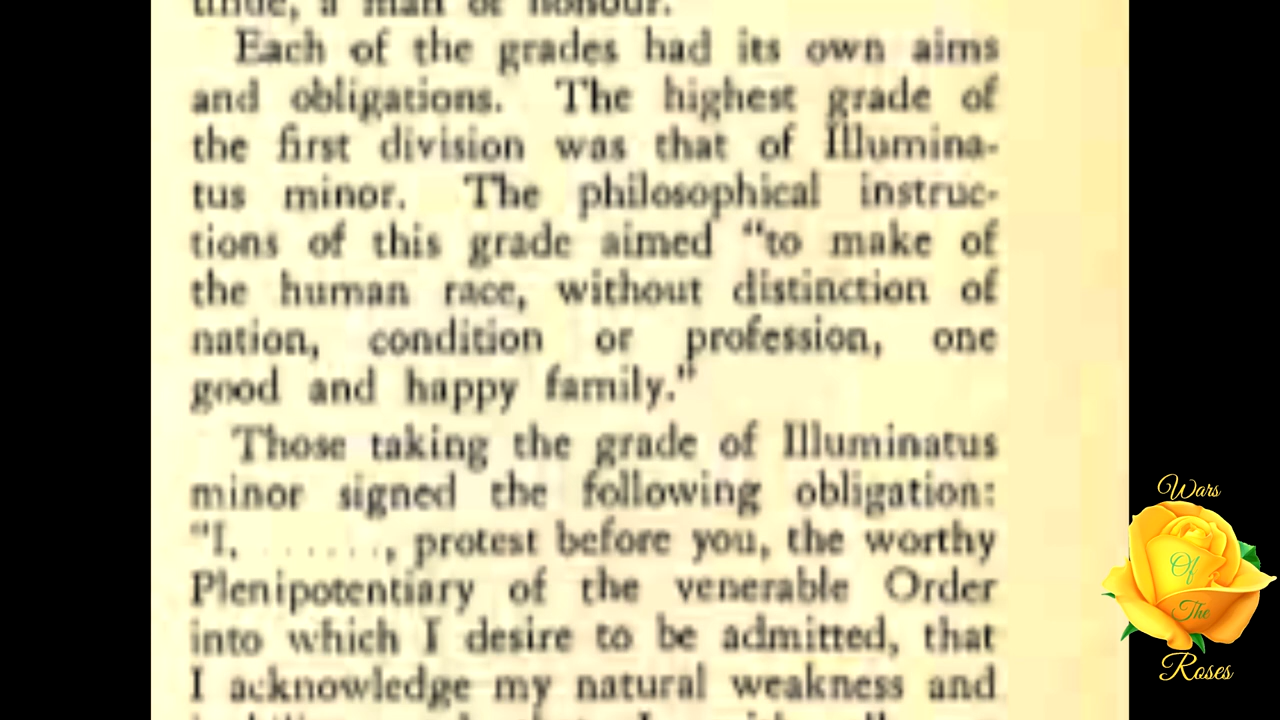 a man of honour.
Each of the grades had its own aims
and obligations. The highest grade of
the first division was that of Illumina-
tus minor. The philosophical instruc-
tions of this grade aimed "to make of
the human race, without distinction of
nation, condition or profession, one
good and happy family."
Those taking the grade of Illuminatus
minor signed the following obligation:
"I. ......, protest before you, the worthy
Plenipotentiary of the venerable Order
into which I desire to be admitted, that
I acknowledge my natural weakness and
Wars
Of
The
Roses